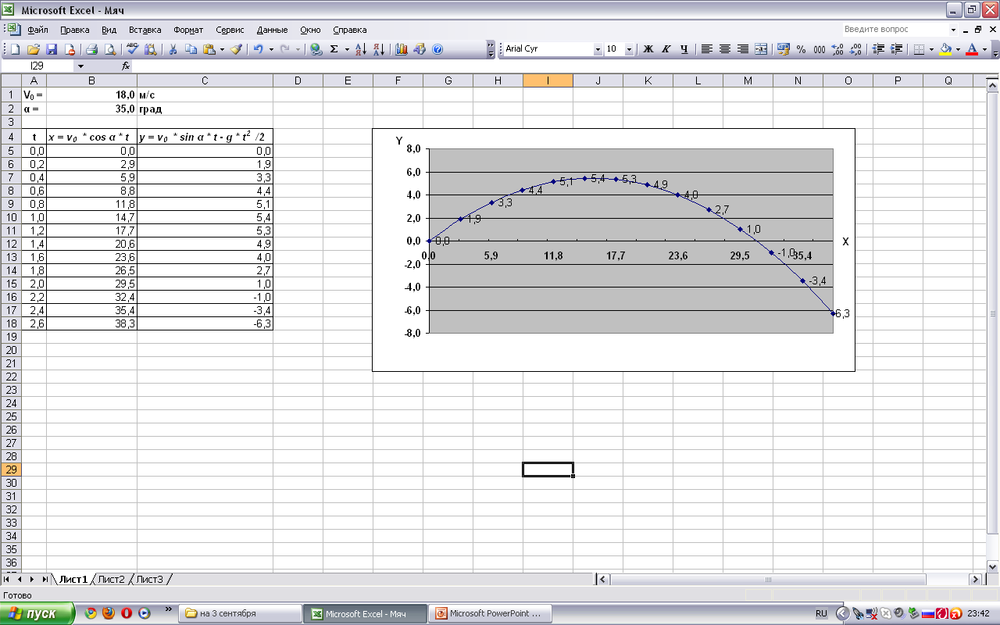 Microsoft Excel - Мяч
Файл Правка Вид Вставка Формат Сервис Данные Окно Справка Введите вопрос
Arial Cyr 10 Ж К Ч % 000
I29 fx
A B C D E F G H I J K L M N O P Q
1 V₀ = 18,0 м/с
2 α = 35,0 град
3
4 t x = v₀ * cos α * t y = v₀ * sin α * t - g * t² /2
5 0,0 0,0 0,0
6 0,2 2,9 1,9
7 0,4 5,9 3,3
8 0,6 8,8 4,4
9 0,8 11,8 5,1
10 1,0 14,7 5,4
11 1,2 17,7 5,3
12 1,4 20,6 4,9
13 1,6 23,6 4,0
14 1,8 26,5 2,7
15 2,0 29,5 1,0
16 2,2 32,4 -1,0
17 2,4 35,4 -3,4
18 2,6 38,3 -6,3
19
20
21
22
23
24
25
26
27
28
29
30
31
32
33
34
35
36
Y
8,0
6,0
4,0
2,0
0,0
-2,0
-4,0
-6,0
-8,0
0,0 1,9 3,3 4,4 5,1 5,4 5,3 4,9 4,0 2,7 1,0 -1,0 -3,4 6,3
X
0,0 5,9 11,8 17,7 23,6 29,5 35,4
Лист1 Лист2 Лист3
Готово
пуск » на 3 сентября Microsoft Excel - Мяч Microsoft PowerPoint ... RU 23:42